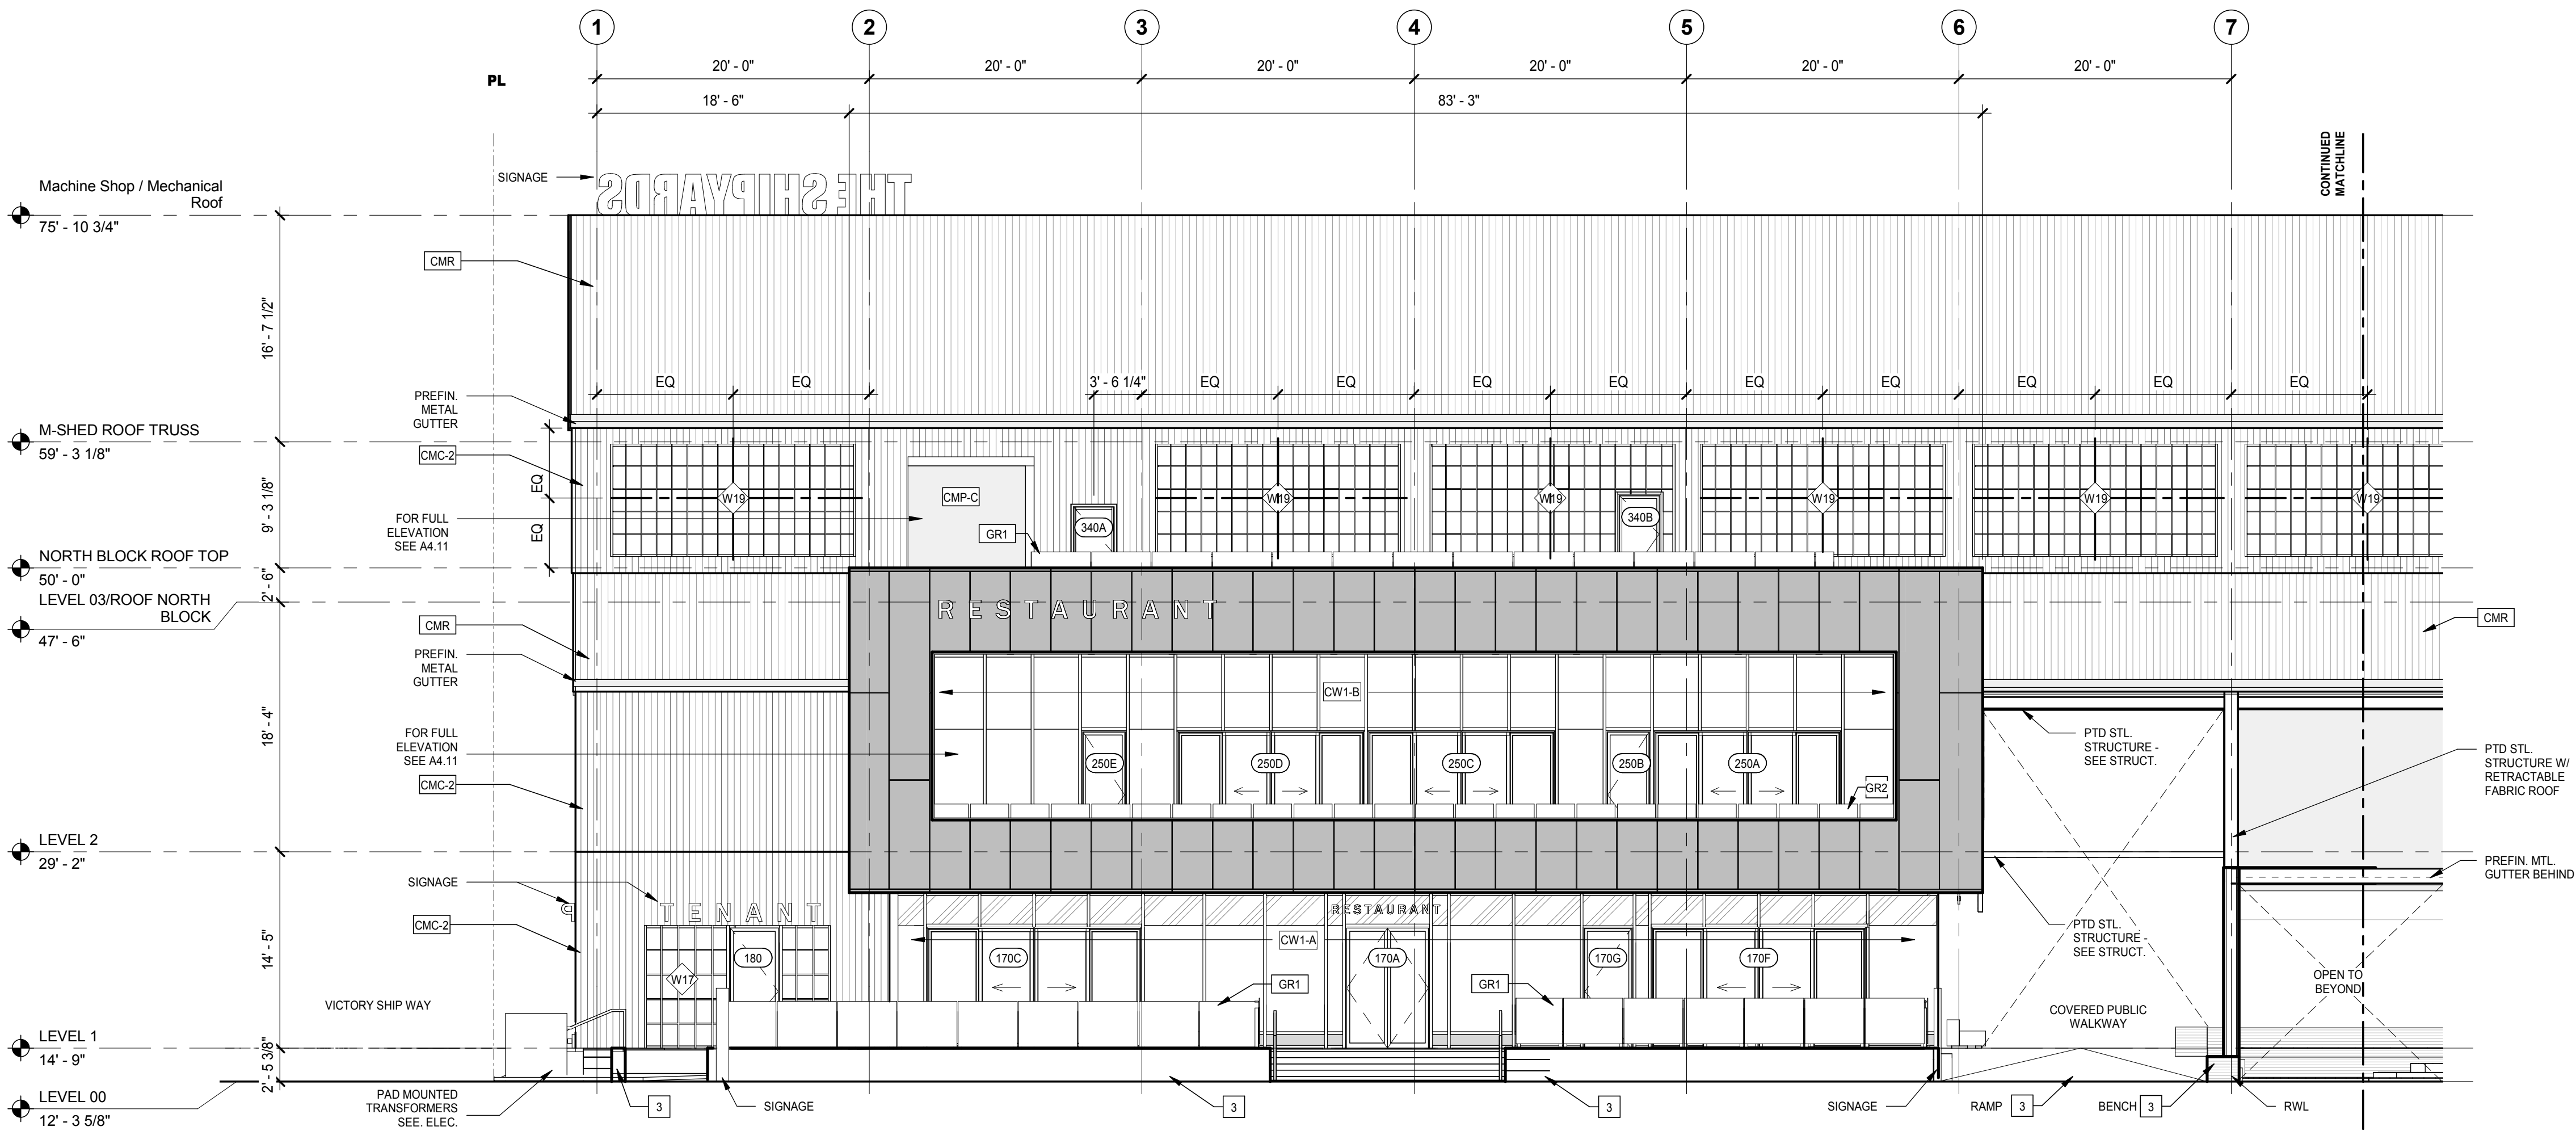 1
2
3
4
5
6
7
20' - 0"
20' - 0"
20' - 0"
20' - 0"
20' - 0"
20' - 0"
PL
18' - 6"
83' - 3"
CONTINUED
MATCHLINE
SIGNAGE
THE SHIPYARDS
Machine Shop / Mechanical
Roof
75' - 10 3/4"
CMR
16' - 7 1/2"
EQ
EQ
3' - 6 1/4"
EQ
EQ
EQ
EQ
EQ
EQ
EQ
EQ
EQ
PREFIN.
METAL
GUTTER
M-SHED ROOF TRUSS
59' - 3 1/8"
CMC-2
EQ
EQ
9' - 3 1/8"
W19
CMP-C
340A
W19
W19
340B
W19
W19
W19
FOR FULL
ELEVATION
SEE A4.11
GR1
NORTH BLOCK ROOF TOP
50' - 0"
2' - 6"
LEVEL 03/ROOF NORTH
BLOCK
47' - 6"
RESTAURANT
CMR
CMR
PREFIN.
METAL
GUTTER
CW1-B
18' - 4"
FOR FULL
ELEVATION
SEE A4.11
250E
250D
250C
250B
250A
GR2
PTD STL.
STRUCTURE -
SEE STRUCT.
PTD STL.
STRUCTURE W/
RETRACTABLE
FABRIC ROOF
CMC-2
LEVEL 2
29' - 2"
PREFIN. MTL.
GUTTER BEHIND
SIGNAGE
P
TENANT
RESTAURANT
CMC-2
14' - 5"
CW1-A
PTD STL.
STRUCTURE -
SEE STRUCT.
180
170C
170A
170G
170F
W17
GR1
GR1
OPEN TO
BEYOND
VICTORY SHIP WAY
COVERED PUBLIC
WALKWAY
LEVEL 1
14' - 9"
2' - 5 3/8"
LEVEL 00
12' - 3 5/8"
PAD MOUNTED
TRANSFORMERS
SEE. ELEC.
3
SIGNAGE
3
3
SIGNAGE
RAMP
3
BENCH
3
RWL